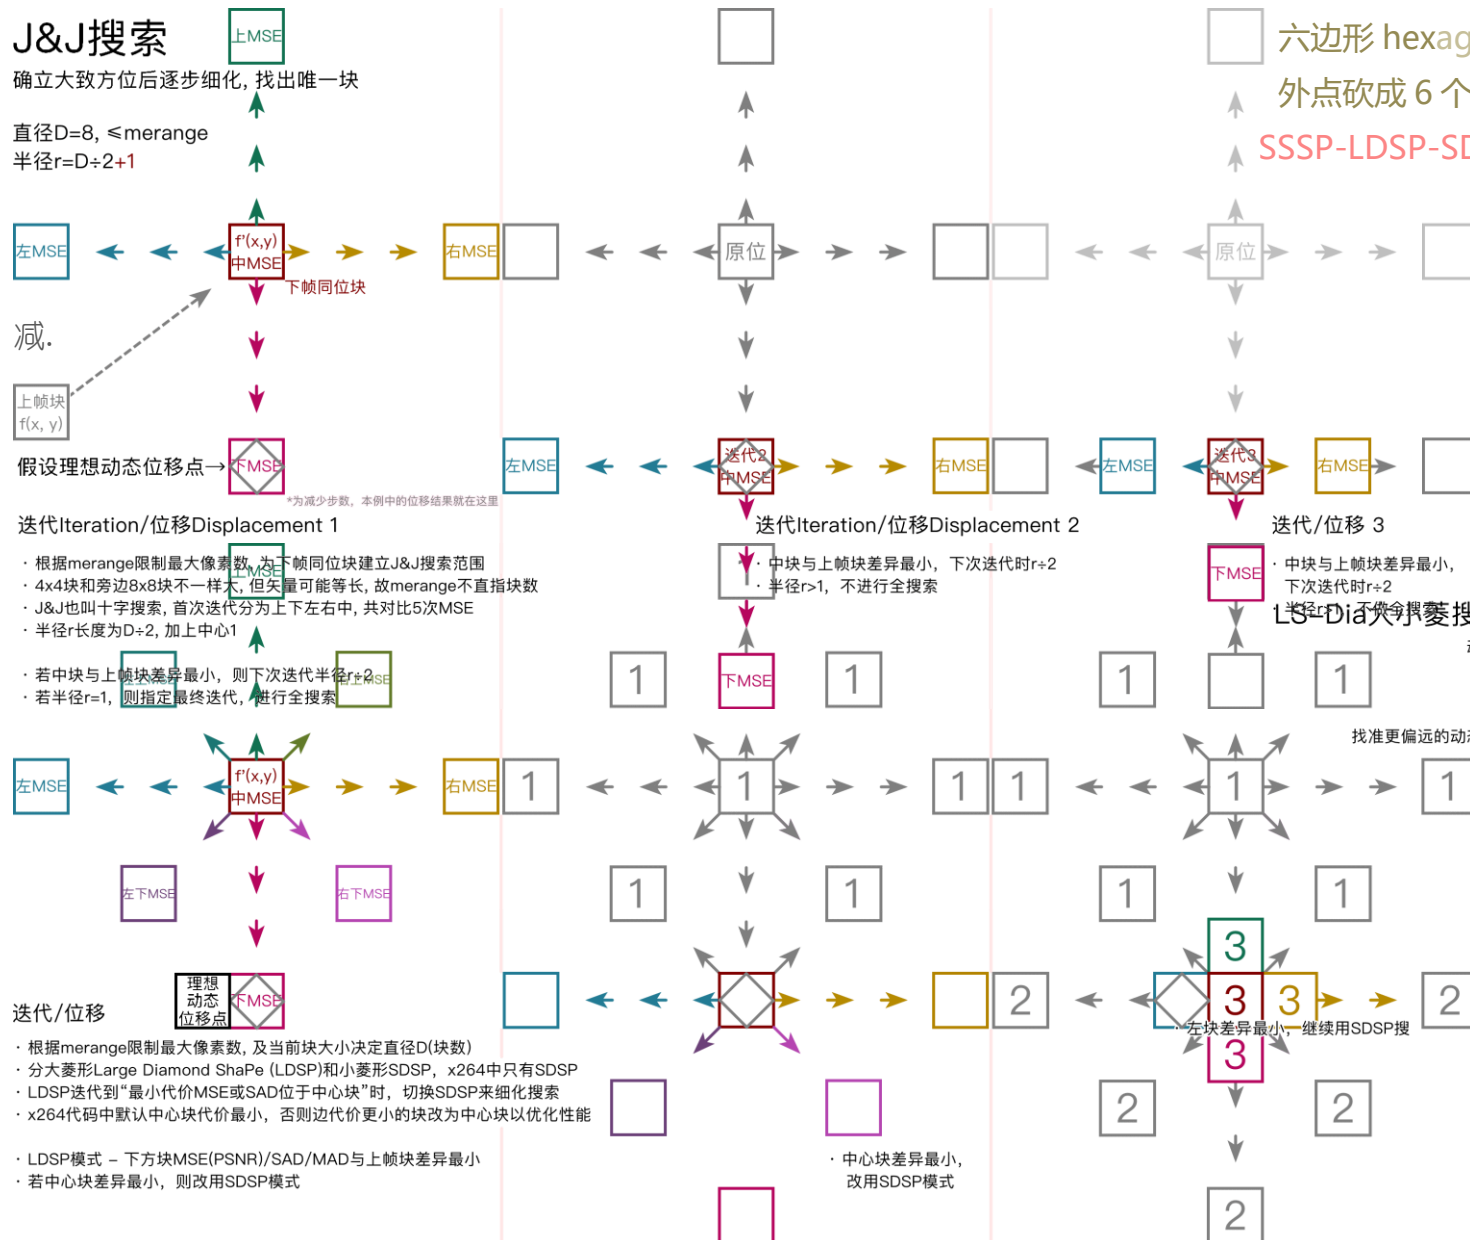 J&J搜索
确立大致方位后逐步细化, 找出唯一块
直径D=8, ≤merange
半径r=D÷2+1
上MSE
左MSE
f'(x,y)
中MSE
右MSE
下帧同位块
减.
上帧块
f(x, y)
假设理想动态位移点→
下MSE
*为减少步数，本例中的位移结果就在这里
原位
左MSE
迭代2
中MSE
右MSE
下MSE
原位
左MSE
迭代3
中MSE
右MSE
下MSE
六边形 hexag
外点砍成 6 个
SSSP-LDSP-SD
迭代Iteration/位移Displacement 1
· 根据merange限制最大像素数, 为下帧同位块建立J&J搜索范围
· 4x4块和旁边8x8块不一样大, 但矢量可能等长, 故merange不直指块数
· J&J也叫十字搜索, 首次迭代分为上下左右中, 共对比5次MSE
· 半径r长度为D÷2, 加上中心1
· 若中块与上帧块差异最小，则下次迭代半径r÷2
· 若半径r=1，则指定最终迭代，进行全搜索
迭代Iteration/位移Displacement 2
· 中块与上帧块差异最小，下次迭代时r÷2
· 半径r>1，不进行全搜索
迭代/位移 3
· 中块与上帧块差异最小，
下次迭代时r÷2
· 半径r>1，不做全搜索
LS-Dia大小菱搜
找准更偏远的动态
上MSE
左上MSE
右上MSE
左MSE
f'(x,y)
中MSE
右MSE
左下MSE
右下MSE
理想
动态
位移点
下MSE
1
1
1
1
1
1
1
1
1
1
1
1
1
1
3
3
3
3
2
2
2
2
2
· 左块差异最小，继续用SDSP搜
迭代/位移
· 根据merange限制最大像素数, 及当前块大小决定直径D(块数)
· 分大菱形Large Diamond ShaPe (LDSP)和小菱形SDSP，x264中只有SDSP
· LDSP迭代到“最小代价MSE或SAD位于中心块”时，切换SDSP来细化搜索
· x264代码中默认中心块代价最小，否则边代价更小的块改为中心块以优化性能
· LDSP模式 – 下方块MSE(PSNR)/SAD/MAD与上帧块差异最小
· 若中心块差异最小，则改用SDSP模式
· 中心块差异最小，
改用SDSP模式